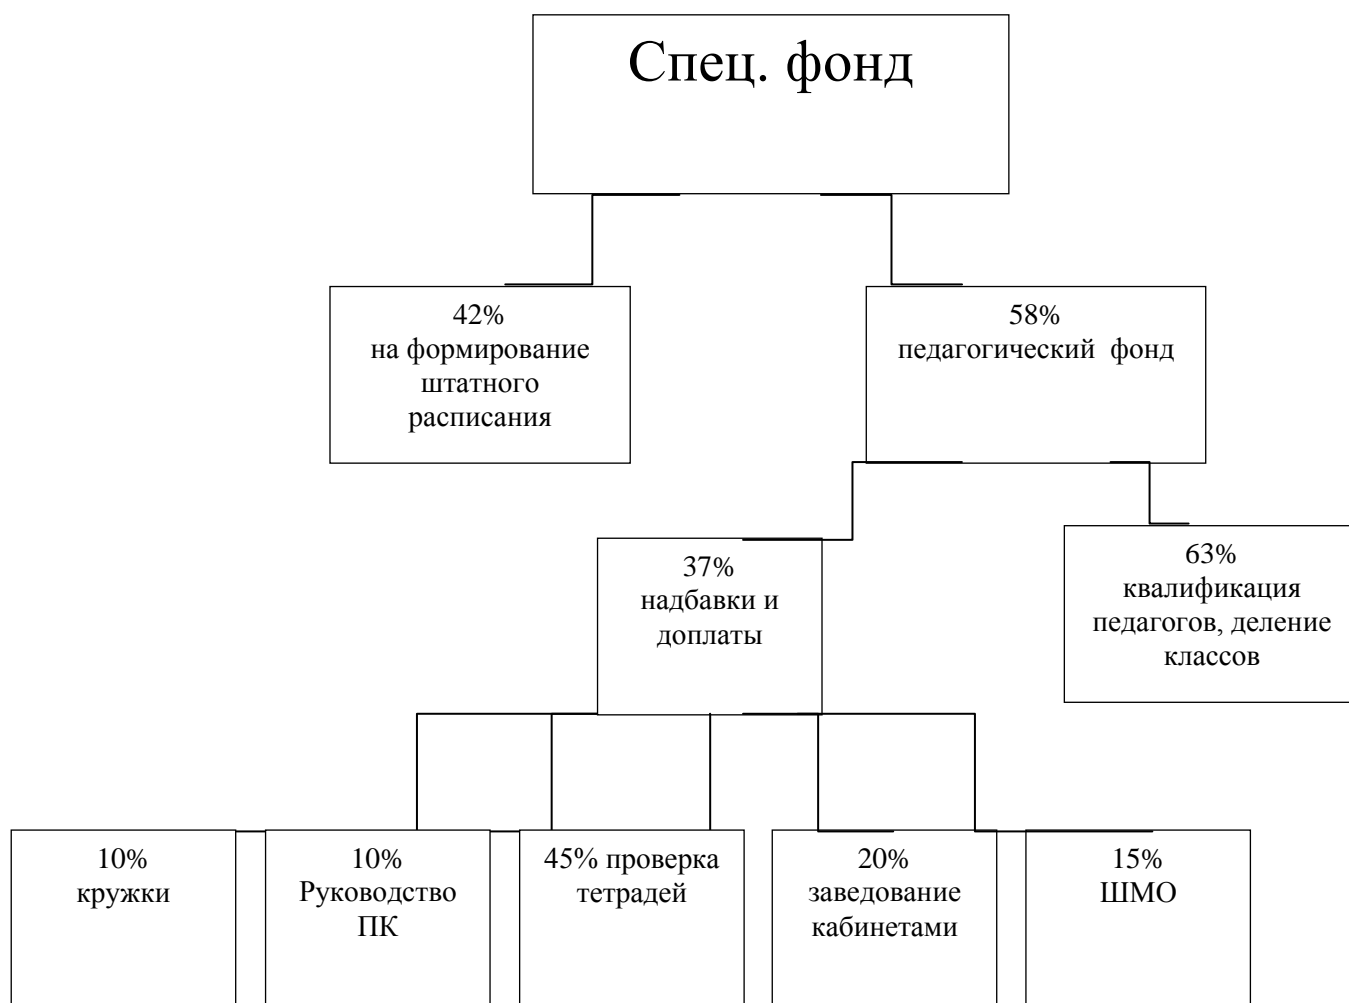 Спец. фонд
42%
на формирование
штатного
расписания
58%
педагогический фонд
37%
надбавки и
доплаты
63%
квалификация
педагогов, деление
классов
10%
кружки
10%
Руководство
ПК
45% проверка
тетрадей
20%
заведование
кабинетами
15%
ШМО